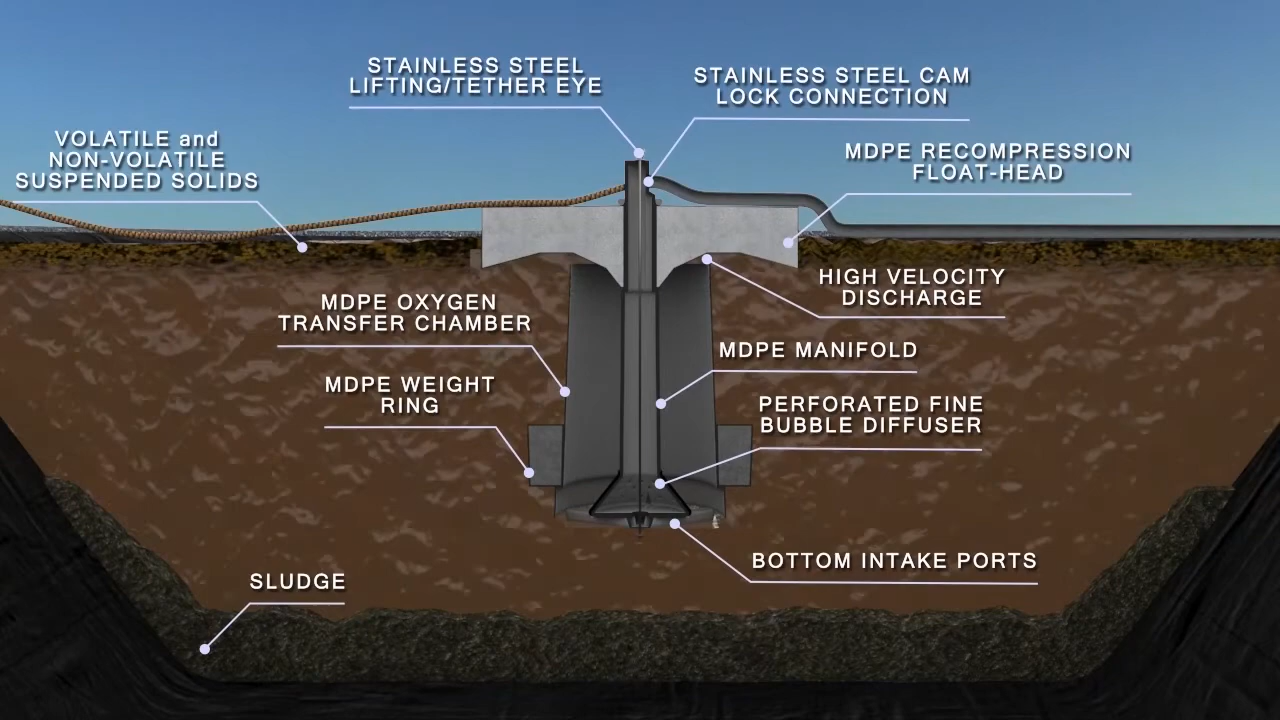 STAINLESS STEEL
LIFTING/TETHER EYE
STAINLESS STEEL CAM
LOCK CONNECTION
VOLATILE and
NON-VOLATILE
SUSPENDED SOLIDS
MDPE RECOMPRESSION
FLOAT-HEAD
HIGH VELOCITY
DISCHARGE
MDPE OXYGEN
TRANSFER CHAMBER
MDPE MANIFOLD
MDPE WEIGHT
RING
PERFORATED FINE
BUBBLE DIFFUSER
BOTTOM INTAKE PORTS
SLUDGE